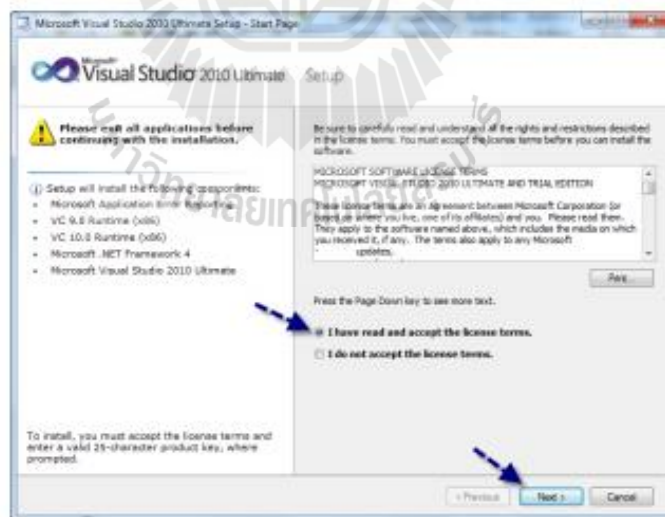 Microsoft Visual Studio 2010 Ultimate Setup - Start Page
Microsoft
Visual Studio 2010 Ultimate Setup
Please exit all applications before
continuing with the installation.
Setup will install the following components:
Microsoft Application Error Reporting
VC 9.0 Runtime (x86)
VC 10.0 Runtime (x86)
Microsoft .NET Framework 4
Microsoft Visual Studio 2010 Ultimate
To install, you must accept the license terms and
enter a valid 25-character product key, where
prompted.
Be sure to carefully read and understand all the rights and restrictions described
in the license terms. You must accept the license terms before you can install the
software.
MICROSOFT SOFTWARE LICENSE TERMS
MICROSOFT VISUAL STUDIO 2010 ULTIMATE AND TRIAL EDITION
These license terms are an agreement between Microsoft Corporation (or
based on where you live, one of its affiliates) and you. Please read them.
They apply to the software named above, which includes the media on which
you received it, if any. The terms also apply to any Microsoft
updates,
Print...
Press the Page Down key to see more text.
I have read and accept the license terms.
I do not accept the license terms.
< Previous
Next >
Cancel